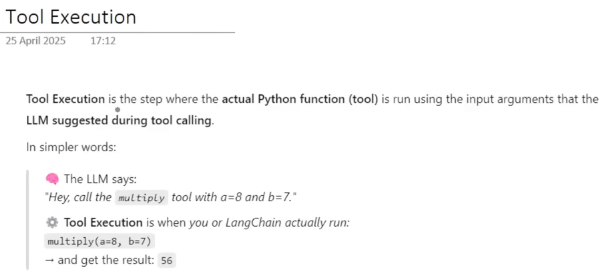 Tool Execution
25 April 2025 17:12
Tool Execution is the step where the actual Python function (tool) is run using the input arguments that the
LLM suggested during tool calling.
In simpler words:
🧠 The LLM says:
"Hey, call the multiply tool with a=8 and b=7."
⚙️ Tool Execution is when you or LangChain actually run:
multiply(a=8, b=7)
→ and get the result: 56